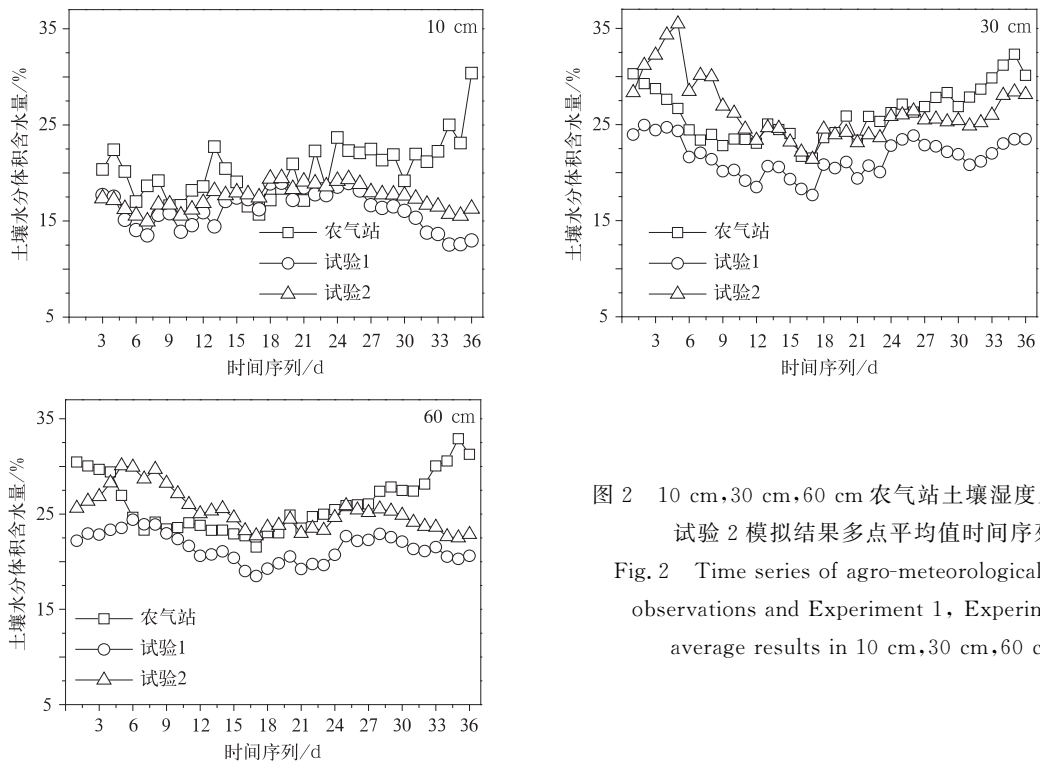 10 cm
35
25
15
5
土壤水分体积含水量/%
农气站
试验1
试验2
3 6 9 12 15 18 21 24 27 30 33 36
时间序列/d
30 cm
35
25
15
5
土壤水分体积含水量/%
农气站
试验1
试验2
3 6 9 12 15 18 21 24 27 30 33 36
时间序列/d
60 cm
35
25
15
5
土壤水分体积含水量/%
农气站
试验1
试验2
3 6 9 12 15 18 21 24 27 30 33 36
时间序列/d
图 2 10 cm,30 cm,60 cm 农气站土壤湿度
试验 2 模拟结果多点平均值时间序列
Fig. 2 Time series of agro-meteorological
observations and Experiment 1, Experim
average results in 10 cm,30 cm,60 c